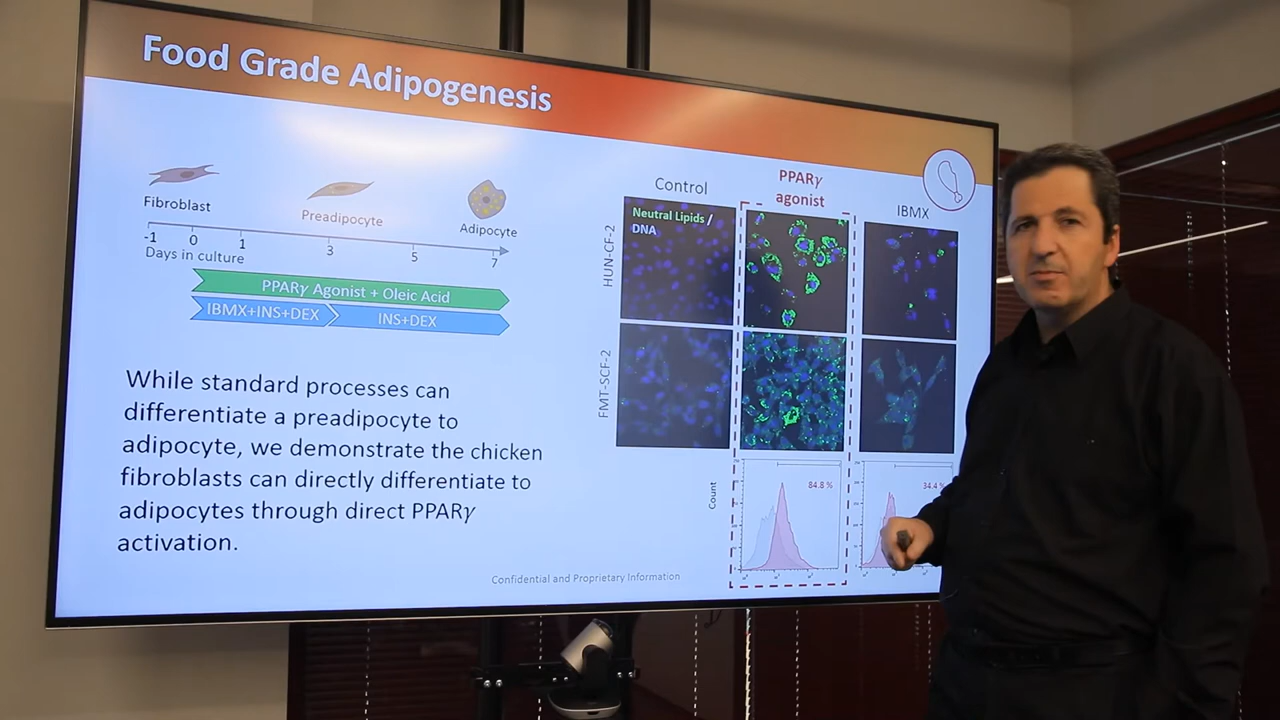 Food Grade Adipogenesis
Fibroblast
Preadipocyte
Adipocyte
-1 0 1 3 5 7
Days in culture
PPARγ Agonist + Oleic Acid
IBMX+INS+DEX
INS+DEX
While standard processes can
differentiate a preadipocyte to
adipocyte, we demonstrate the chicken
fibroblasts can directly differentiate to
adipocytes through direct PPARγ
activation.
Control
PPARγ
agonist
IBMX
Neutral Lipids /
DNA
HUN-CF-2
FMT-SCF-2
Count
84.8 %
34.4
Confidential and Proprietary Information